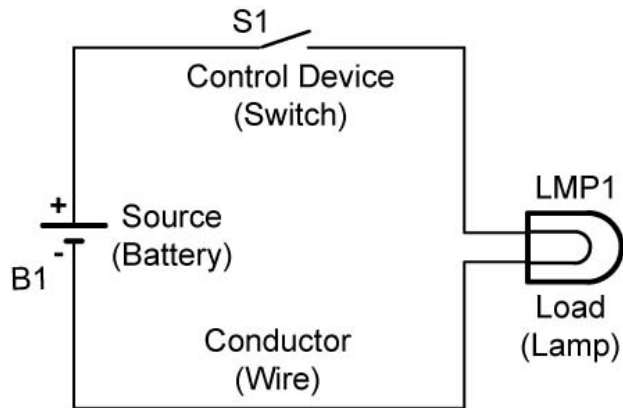 S1
Control Device
(Switch)
LMP1
+
Source
(Battery)
-
B1
Load
(Lamp)
Conductor
(Wire)